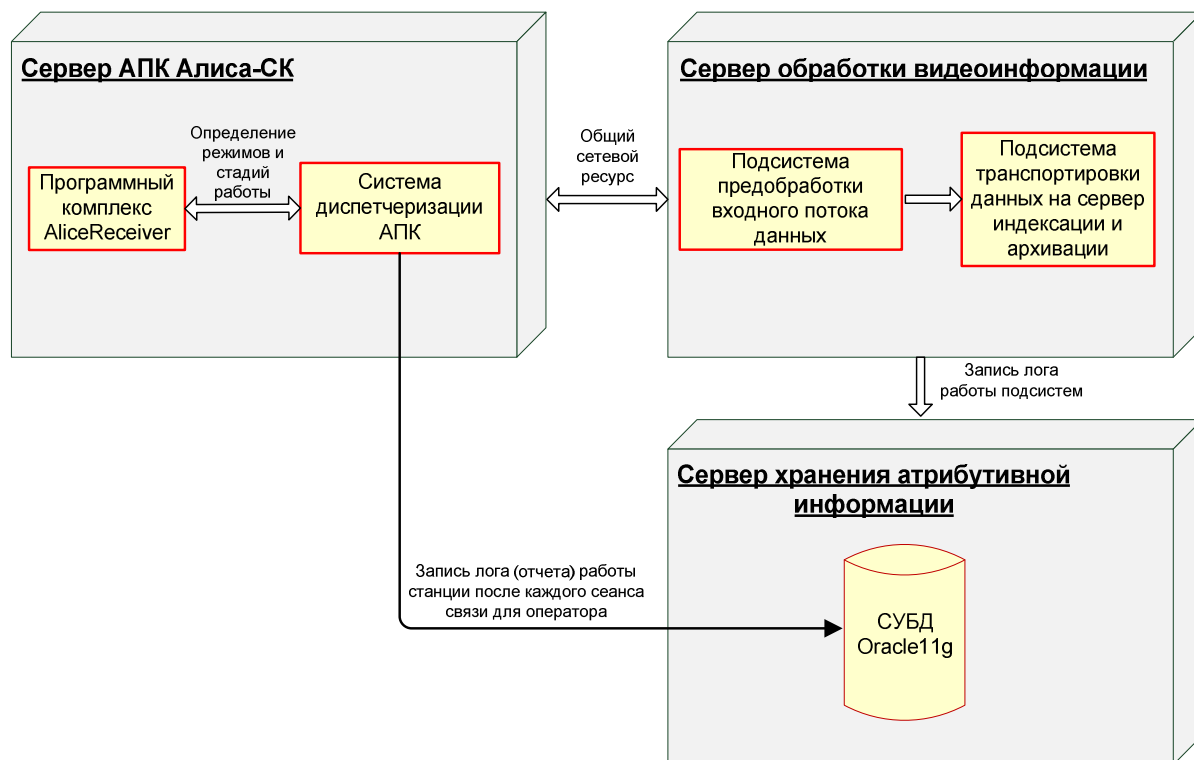 Сервер АПК Алиса-СК
Определение
режимов и
стадий
работы
Программный
комплекс
AliceReceiver
Система
диспетчеризации
АПК
Общий
сетевой
ресурс
Сервер обработки видеоинформации
Подсистема
предобработки
входного потока
данных
Подсистема
транспортировки
данных на сервер
индексации и
архивации
Запись лога
работы подсистем
Сервер хранения атрибутивной
информации
Запись лога (отчета) работы
станции после каждого сеанса
связи для оператора
СУБД
Oracle11g